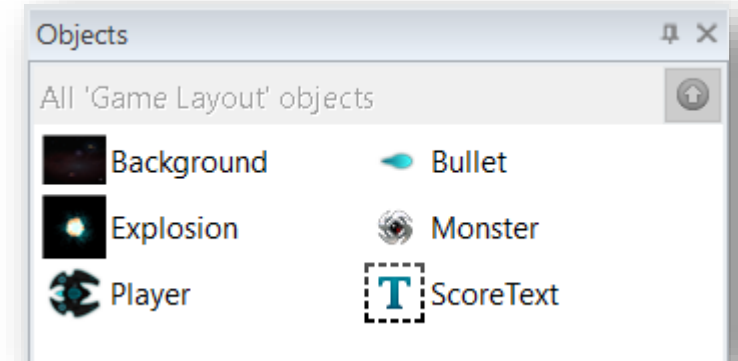 Objects
All 'Game Layout' objects
Background Bullet
Explosion Monster
Player T ScoreText